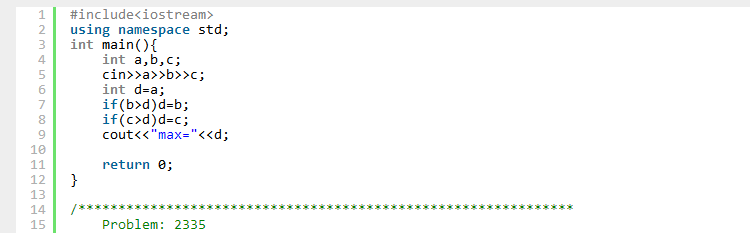 1 #include<iostream>
2 using namespace std;
3 int main(){
4     int a,b,c;
5     cin>>a>>b>>c;
6     int d=a;
7     if(b>d)d=b;
8     if(c>d)d=c;
9     cout<<"max="<<d;
10
11     return 0;
12 }
13
14 /**************************************************************
15     Problem: 2335